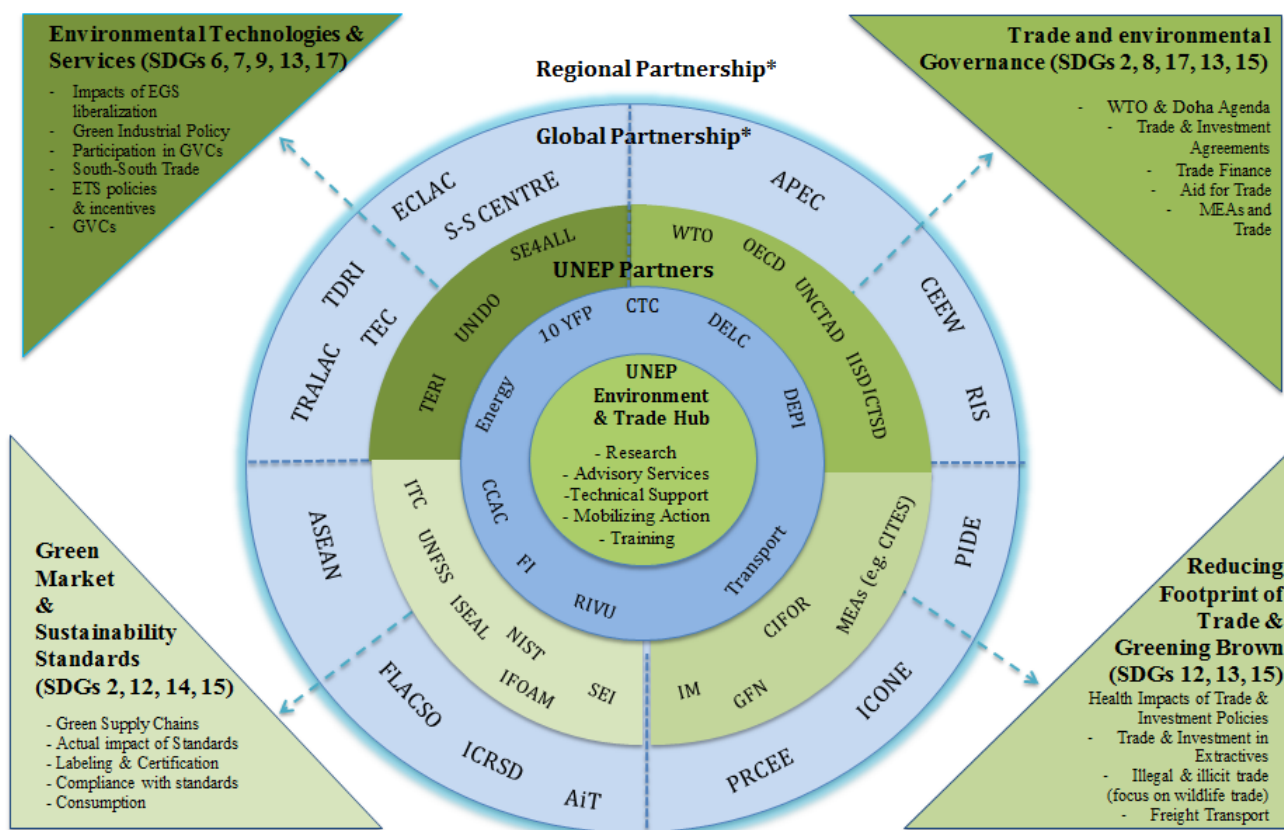 Environmental Technologies &
Services (SDGs 6, 7, 9, 13, 17)
- Impacts of EGS
liberalization
- Green Industrial Policy
- Participation in GVCs
- South-South Trade
- ETS policies
& incentives
- GVCs
Trade and environmental
Governance (SDGs 2, 8, 17, 13, 15)
- WTO & Doha Agenda
- Trade & Investment
Agreements
- Trade Finance
- Aid for Trade
- MEAs and
Trade
Regional Partnership*
Global Partnership*
ECLAC
S-S CENTRE
TDRI
TEC
TRALAC
APEC
CEEW
RIS
ASEAN
FLACSO
ICRSD
AiT
PIDE
ICONE
PRCEE
SE4ALL
UNIDO
TERI
WTO
OECD
UNCTAD
IISDICTSD
ITC
UNFSS
ISEAL
NIST
IFOAM
SEI
MEAs (e.g. CITES)
CIFOR
GFN
IM
UNEP Partners
10 YFP
CTC
DELC
DEPI
Energy
CCAC
FI
RIVU
Transport
UNEP
Environment
& Trade Hub
- Research
- Advisory Services
-Technical Support
- Mobilizing Action
- Training
Green
Market
&
Sustainability
Standards
(SDGs 2, 12, 14, 15)
- Green Supply Chains
- Actual impact of Standards
- Labeling & Certification
- Compliance with standards
- Consumption
Reducing
Footprint of
Trade &
Greening Brown
(SDGs 12, 13, 15)
Health Impacts of Trade &
Investment Policies
- Trade & Investment in
Extractives
- Illegal & illicit trade
(focus on wildlife trade)
- Freight Transport